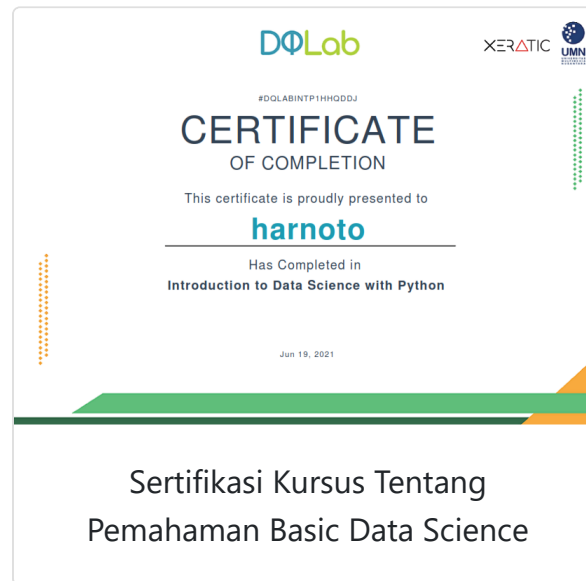 DQLab
XERATIC
UMN
#DQLABINTP1HHQDDJ
CERTIFICATE
OF COMPLETION
This certificate is proudly presented to
harnoto
Has Completed in
Introduction to Data Science with Python
Jun 19, 2021
Sertifikasi Kursus Tentang
Pemahaman Basic Data Science